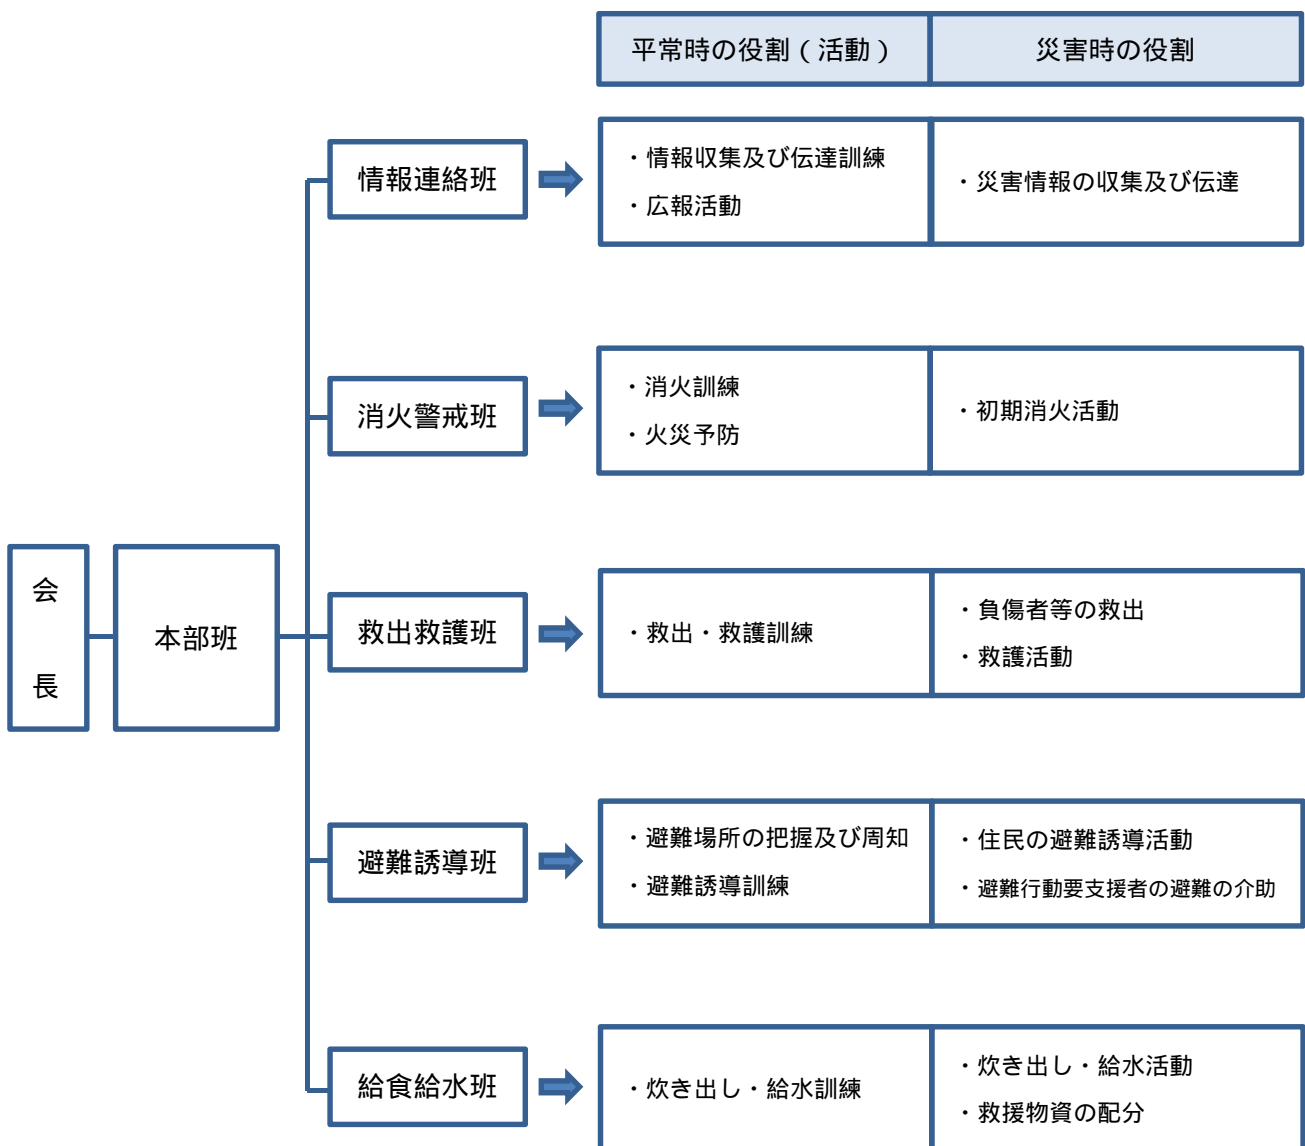 平常時の役割（活動）
災害時の役割
情報連絡班
・情報収集及び伝達訓練
・広報活動
・災害情報の収集及び伝達
消火警戒班
・消火訓練
・火災予防
・初期消火活動
会長
本部班
救出救護班
・救出・救護訓練
・負傷者等の救出
・救護活動
避難誘導班
・避難場所の把握及び周知
・避難誘導訓練
・住民の避難誘導活動
・避難行動要支援者の避難の介助
給食給水班
・炊き出し・給水訓練
・炊き出し・給水活動
・救援物資の配分